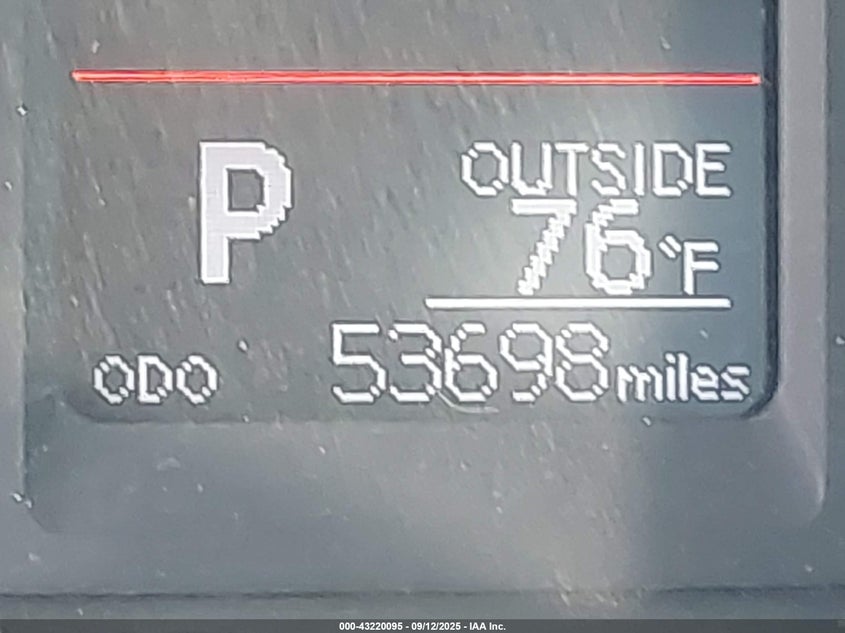 P
OUTSIDE
76°F
ODO 53698 miles
000-43220095 - 09/12/2025 - IAA Inc.